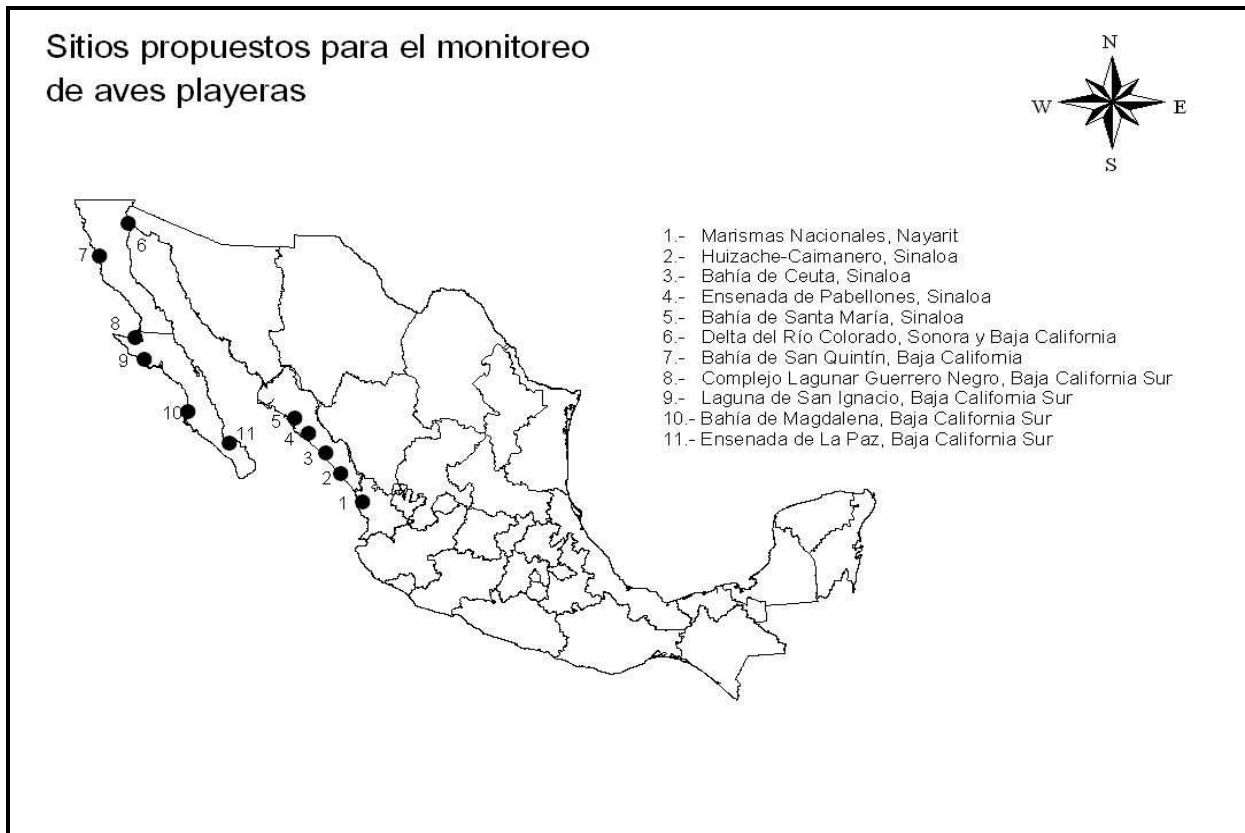 Sitios propuestos para el monitoreo
de aves playeras
N
W
E
S
1.- Marismas Nacionales, Nayarit
2.- Huizache-Caimanero, Sinaloa
3.- Bahía de Ceuta, Sinaloa
4.- Ensenada de Pabellones, Sinaloa
5.- Bahía de Santa María, Sinaloa
6.- Delta del Río Colorado, Sonora y Baja California
7.- Bahía de San Quintín, Baja California
8.- Complejo Lagunar Guerrero Negro, Baja California Sur
9.- Laguna de San Ignacio, Baja California Sur
10.- Bahía de Magdalena, Baja California Sur
11.- Ensenada de La Paz, Baja California Sur
6
7
8
9
10
11
5
4
3
2
1